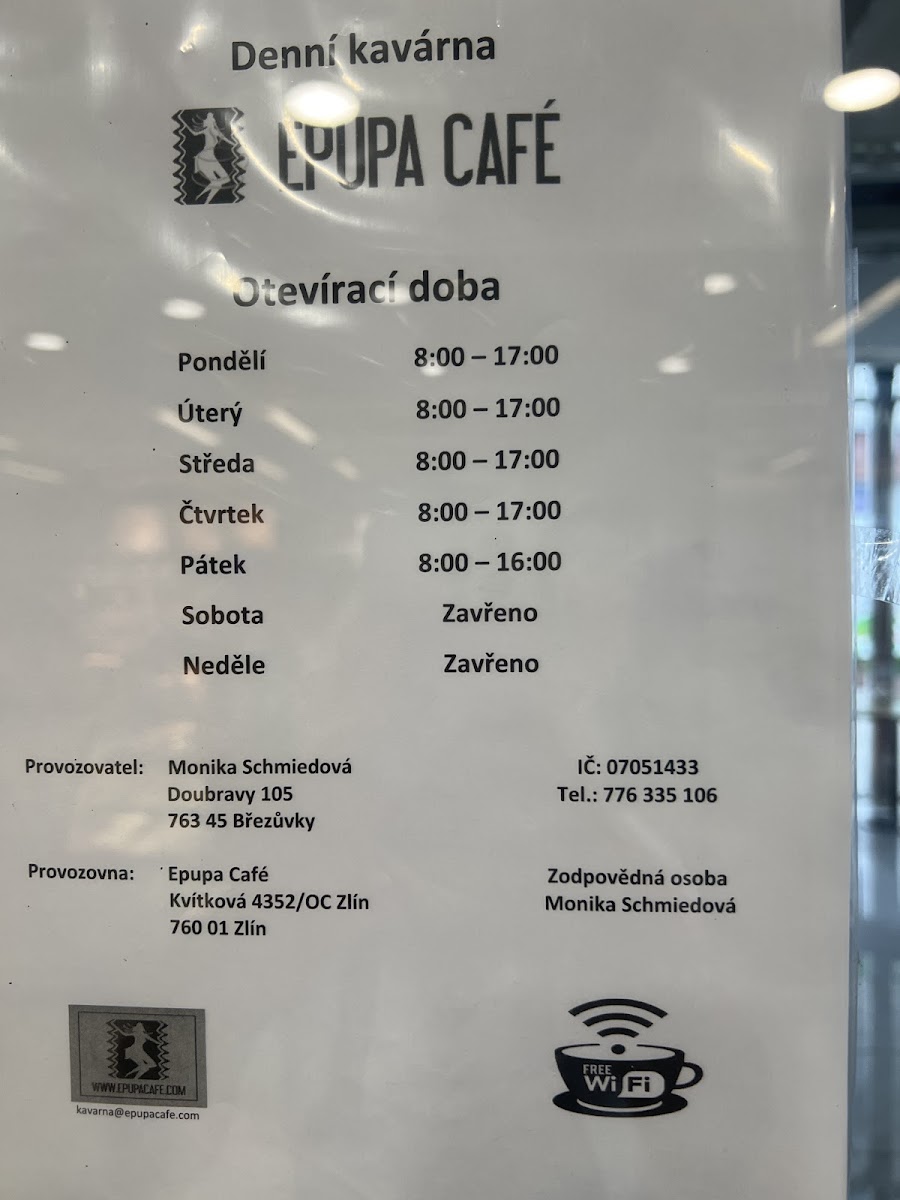 Denní kavárna
EPUPA CAFÉ
Otevírací doba
Pondělí 8:00 – 17:00
Úterý 8:00 – 17:00
Středa 8:00 – 17:00
Čtvrtek 8:00 – 17:00
Pátek 8:00 – 16:00
Sobota Zavřeno
Neděle Zavřeno
Provozovatel: Monika Schmiedová IČ: 07051433
Doubravy 105 Tel.: 776 335 106
763 45 Březůvky
Provozovna: Epupa Café Zodpovědná osoba
Kvítková 4352/OC Zlín Monika Schmiedová
760 01 Zlín
WWW.EPUPACAFE.COM
kavarna@epupacafe.com
FREE
WiFi